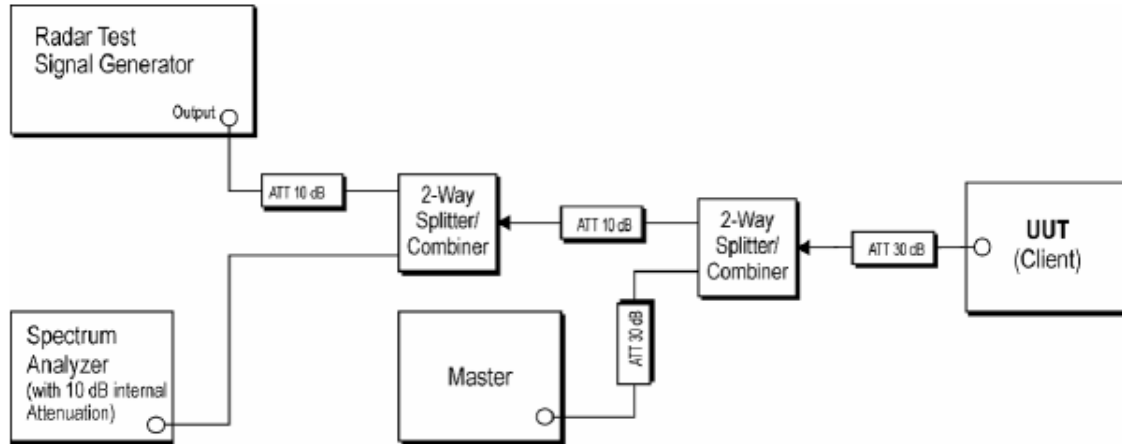 Radar Test
Signal Generator
Output
ATT 10 dB
2-Way
Splitter/
Combiner
ATT 10 dB
2-Way
Splitter/
Combiner
ATT 30 dB
UUT
(Client)
Spectrum
Analyzer
(with 10 dB internal
Attenuation)
Master
ATT 30 dB